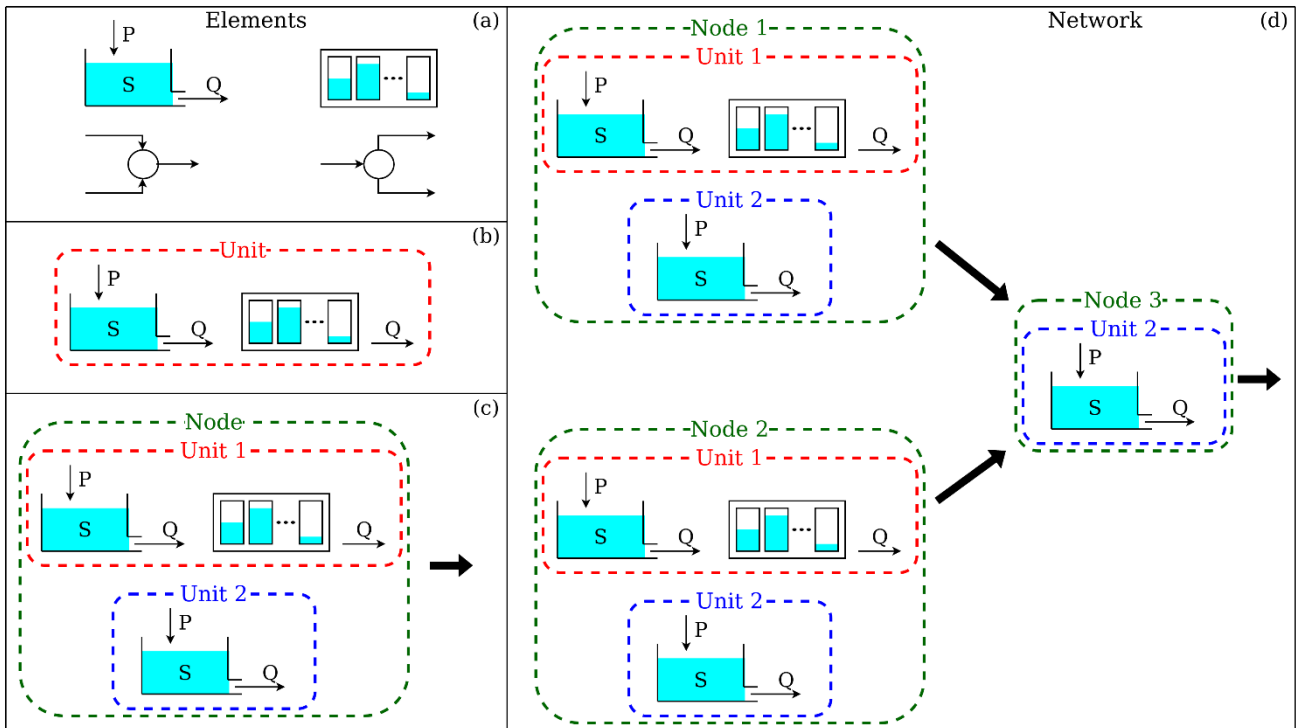 Elements
(a)
P
S
Q
(b)
Unit
P
S
Q
Q
(c)
Node
Unit 1
P
S
Q
Q
Unit 2
P
S
Q
Network
(d)
Node 1
Unit 1
P
S
Q
Q
Unit 2
P
S
Q
Node 2
Unit 1
P
S
Q
Q
Unit 2
P
S
Q
Node 3
Unit 2
P
S
Q